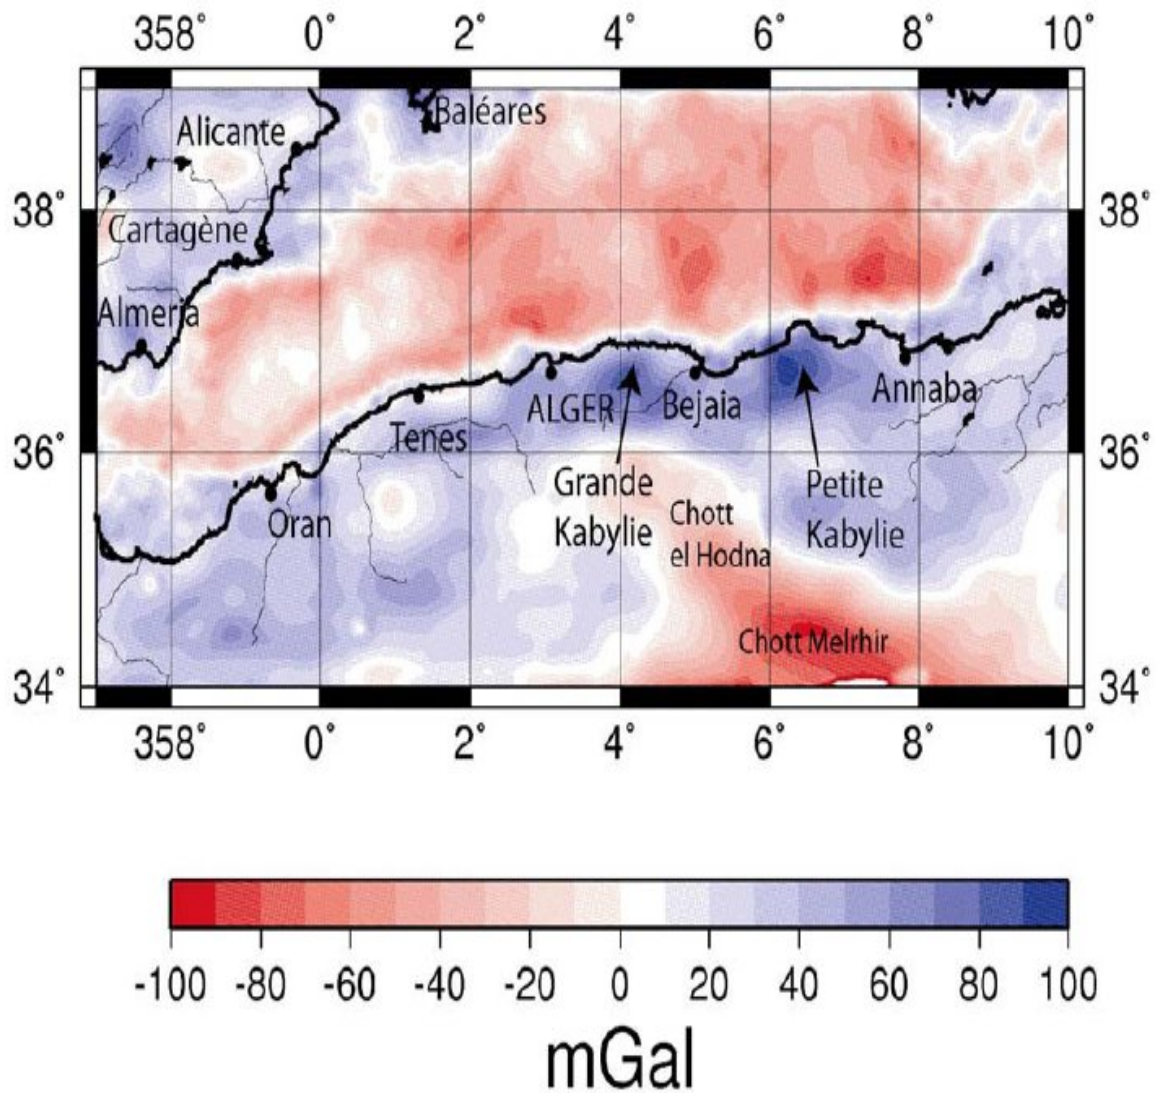 358° 0° 2° 4° 6° 8° 10°
Baléares
Alicante
38° 38°
Cartagène
Almeria
ALGER Bejaia Annaba
Tenes
36° 36°
Grande Kabylie
Petite Kabylie
Chott
el Hodna
Oran
Chott Melrhir
34° 34°
358° 0° 2° 4° 6° 8° 10°
-100 -80 -60 -40 -20 0 20 40 60 80 100
mGal